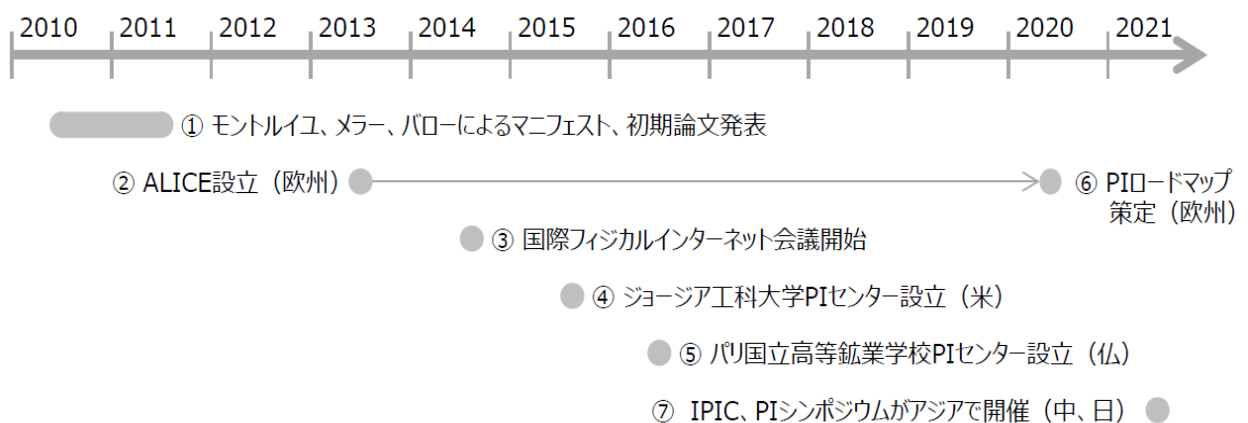 2010 2011 2012 2013 2014 2015 2016 2017 2018 2019 2020 2021
① モントルイユ、メラー、バローによるマニフェスト、初期論文発表
② ALICE設立（欧州）
⑥ PIロードマップ
策定（欧州）
③ 国際フィジカルインターネット会議開始
④ ジョージア工科大学PIセンター設立（米）
⑤ パリ国立高等鉱業学校PIセンター設立（仏）
⑦ IPIC、PIシンポジウムがアジアで開催（中、日）